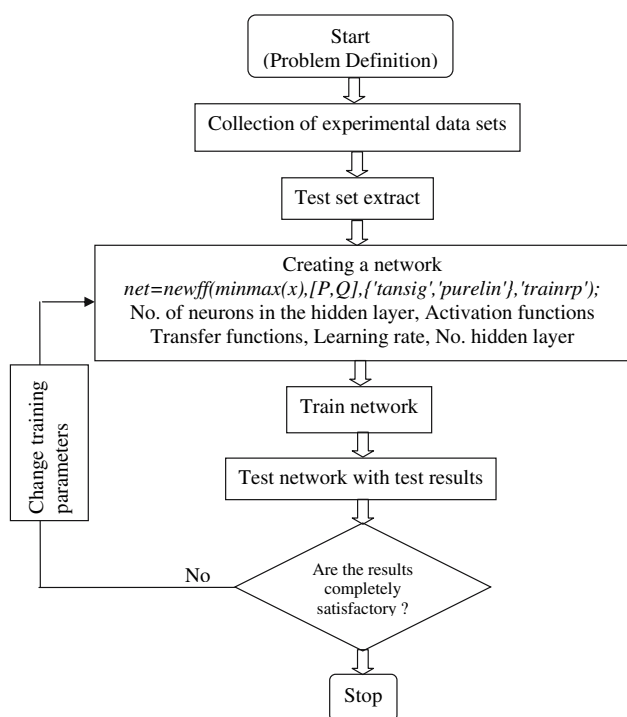 Start
(Problem Definition)
Collection of experimental data sets
Test set extract
Creating a network
net=newff(minmax(x),[P,Q],{'tansig','purelin'},'trainrp');
No. of neurons in the hidden layer, Activation functions
Transfer functions, Learning rate, No. hidden layer
Change training
parameters
Train network
Test network with test results
No
Are the results
completely
satisfactory ?
Stop